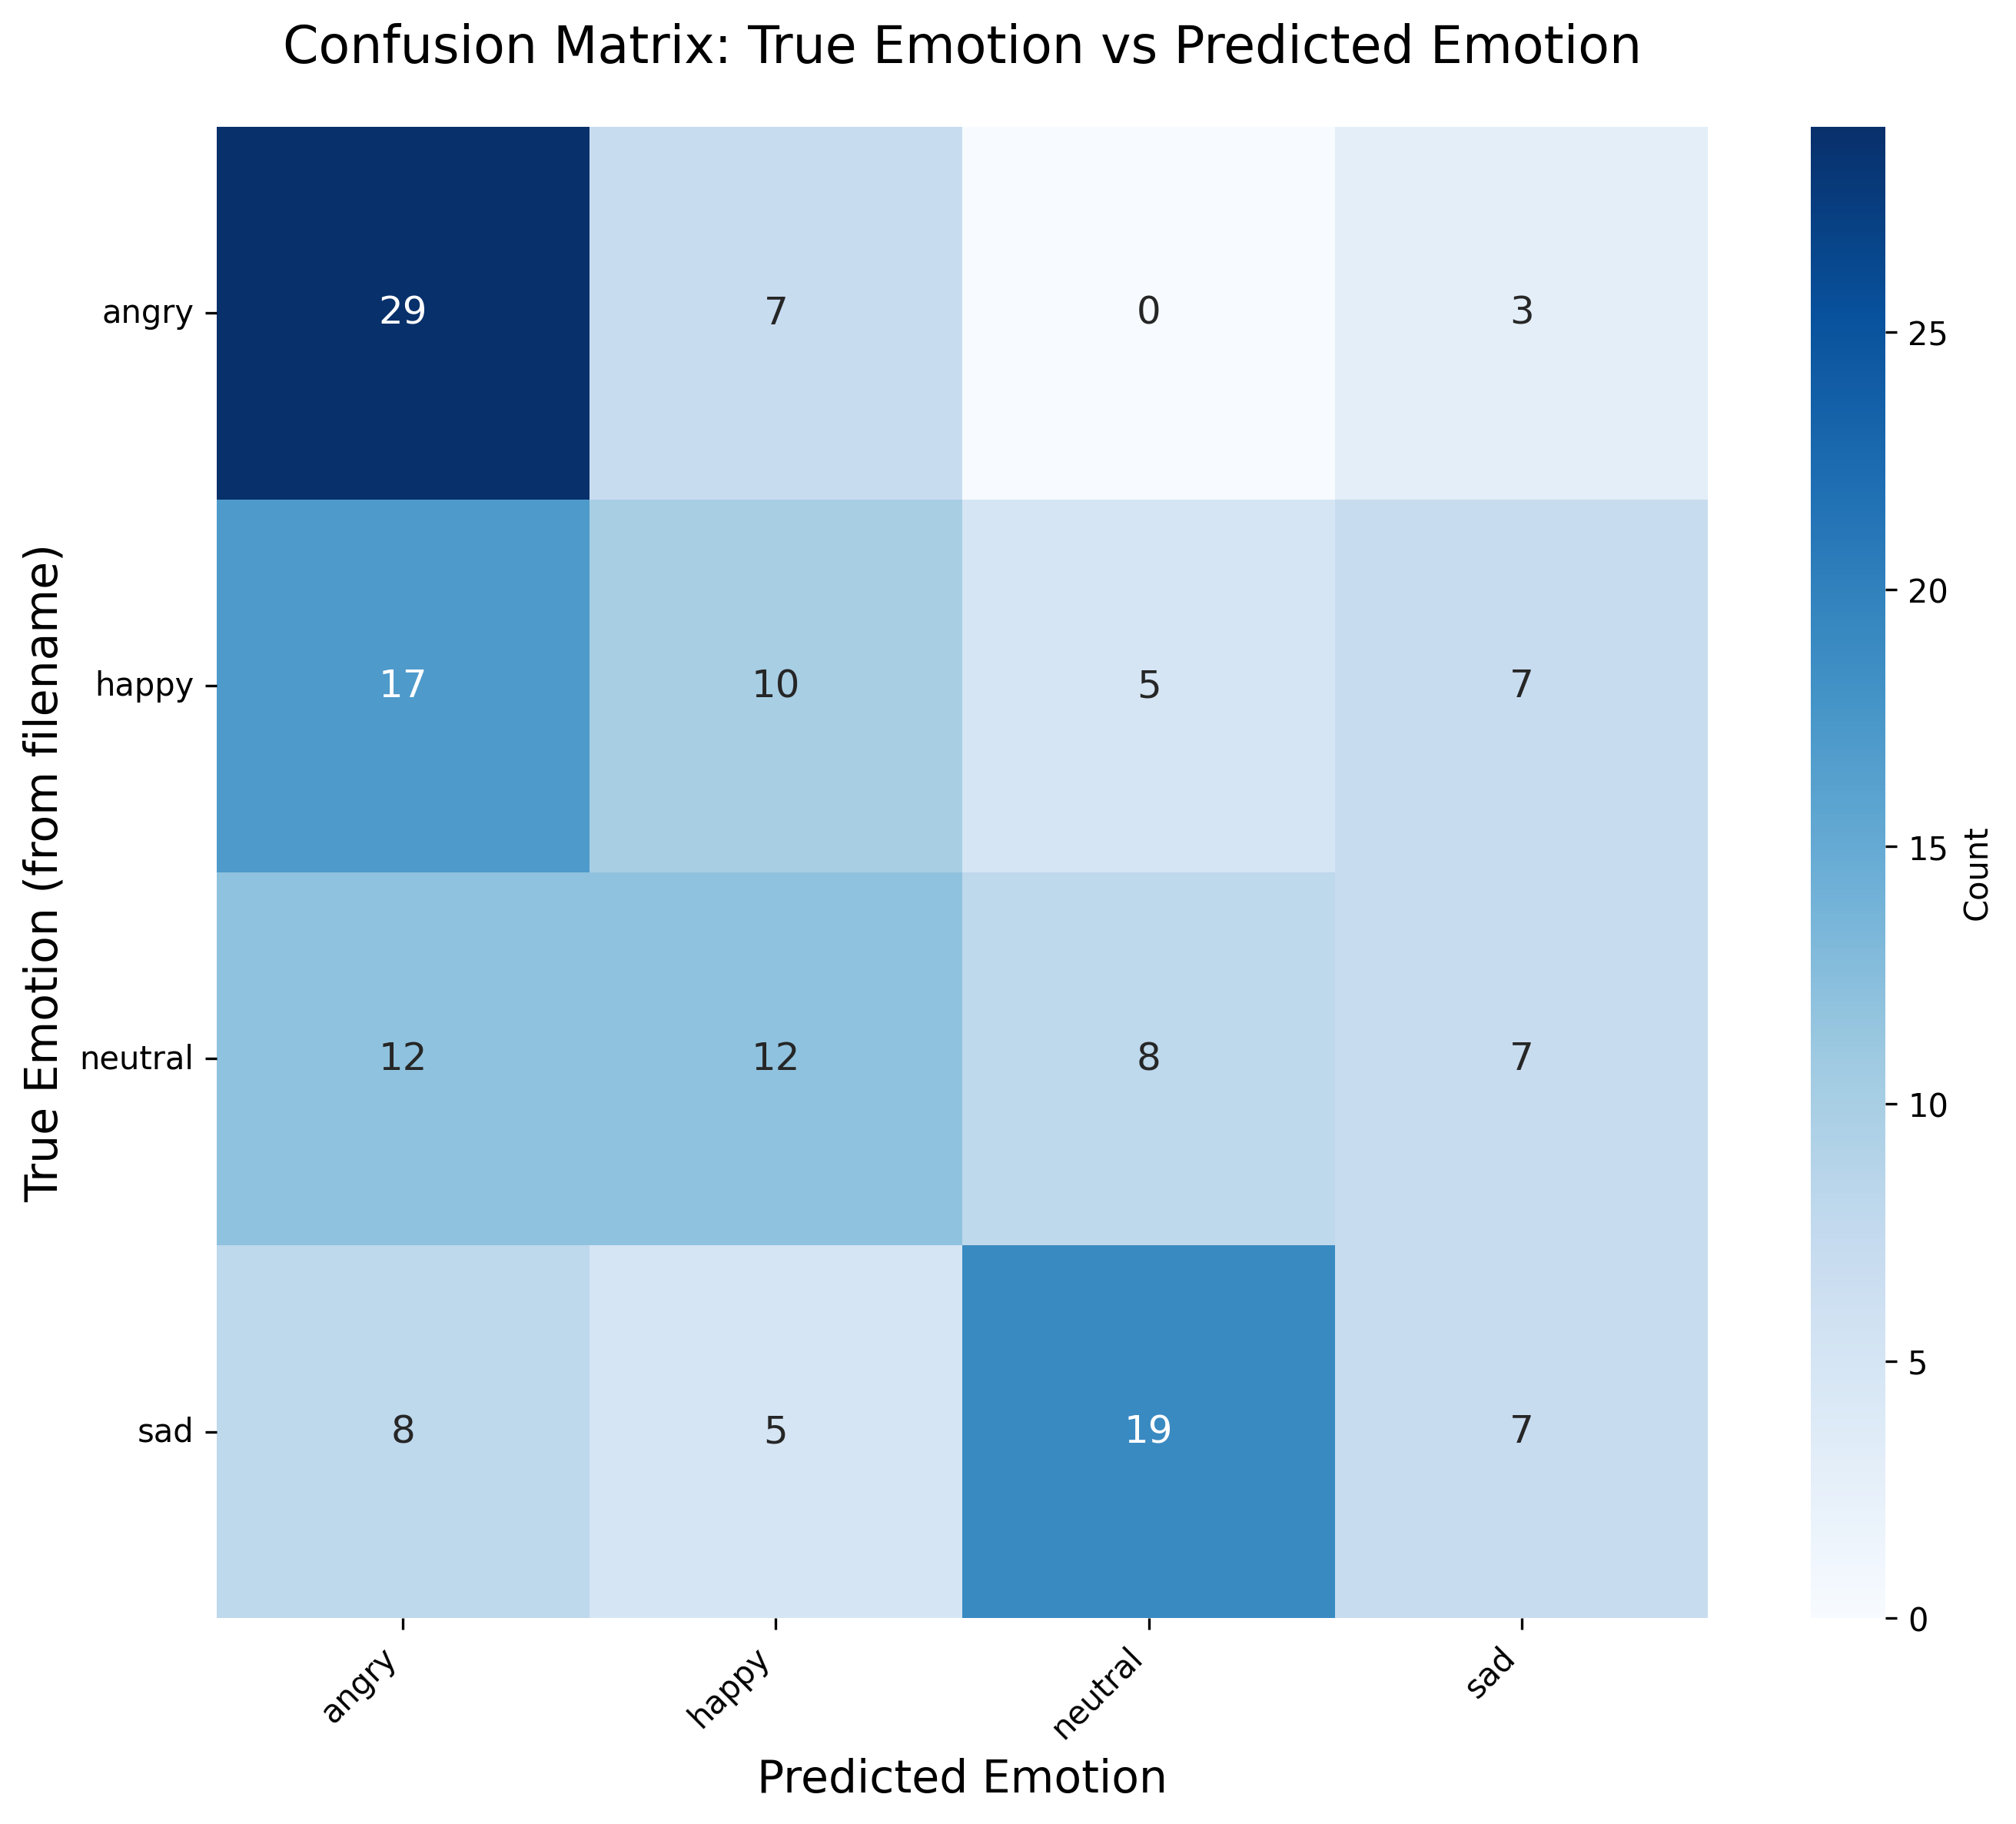 Confusion Matrix: True Emotion vs Predicted Emotion
True Emotion (from filename)
angry 29 7 0 3
happy 17 10 5 7
neutral 12 12 8 7
sad 8 5 19 7
angry happy neutral sad
Predicted Emotion
25
20
15
10
5
0
Count